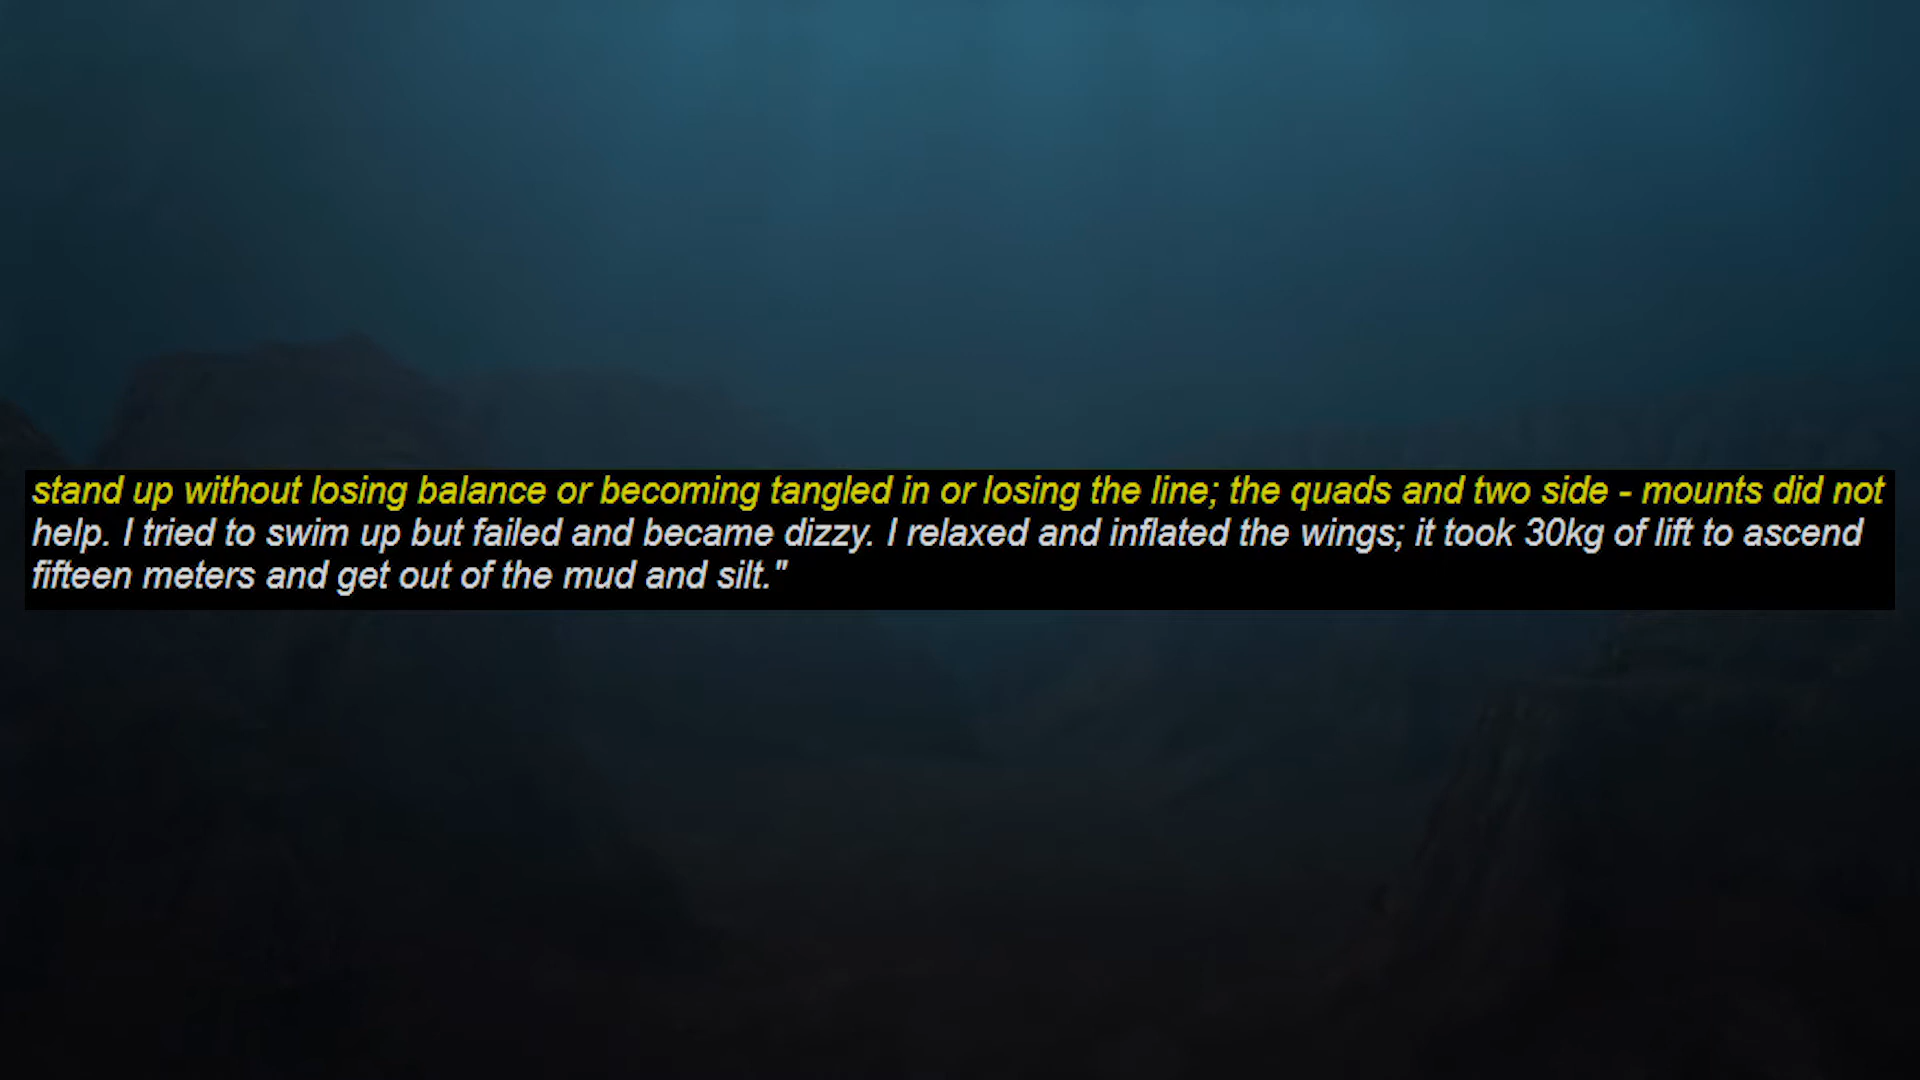 stand up without losing balance or becoming tangled in or losing the line; the quads and two side - mounts did not
help. I tried to swim up but failed and became dizzy. I relaxed and inflated the wings; it took 30kg of lift to ascend
fifteen meters and get out of the mud and silt."